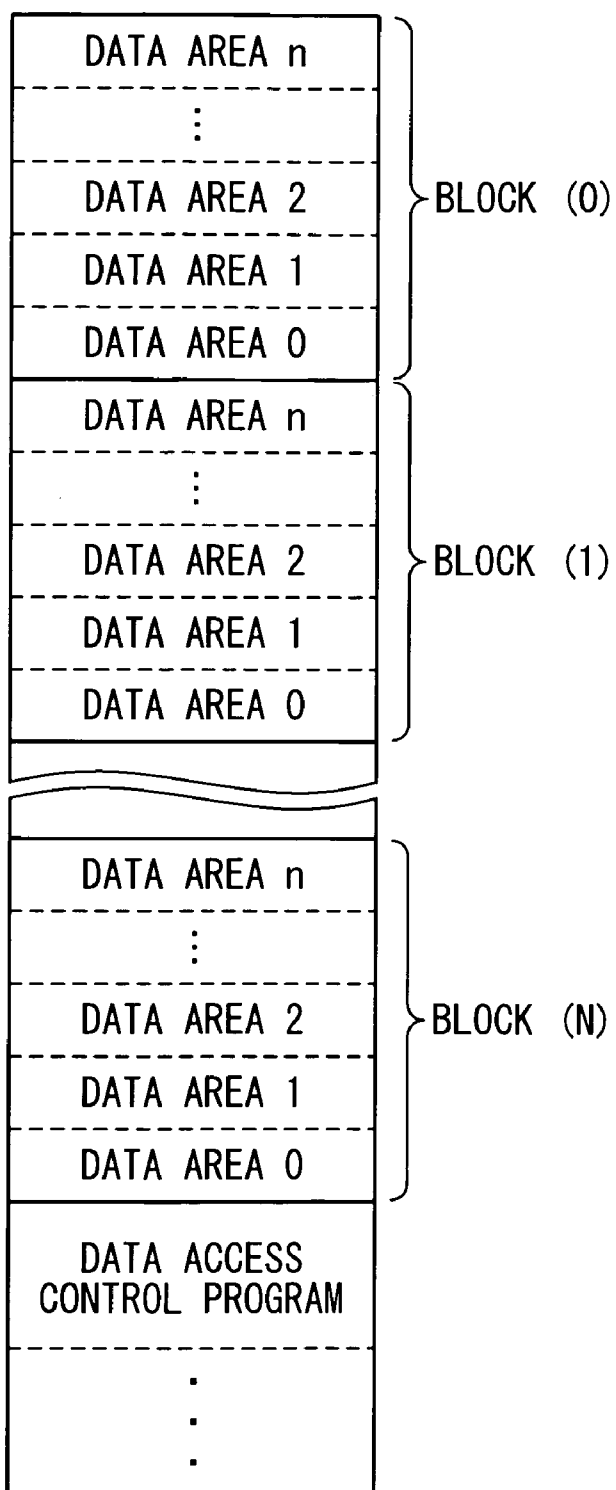 DATA AREA n
⋮
DATA AREA 2
DATA AREA 1
DATA AREA 0
BLOCK (0)
DATA AREA n
⋮
DATA AREA 2
DATA AREA 1
DATA AREA 0
BLOCK (1)
DATA AREA n
⋮
DATA AREA 2
DATA AREA 1
DATA AREA 0
BLOCK (N)
DATA ACCESS
CONTROL PROGRAM
⋮